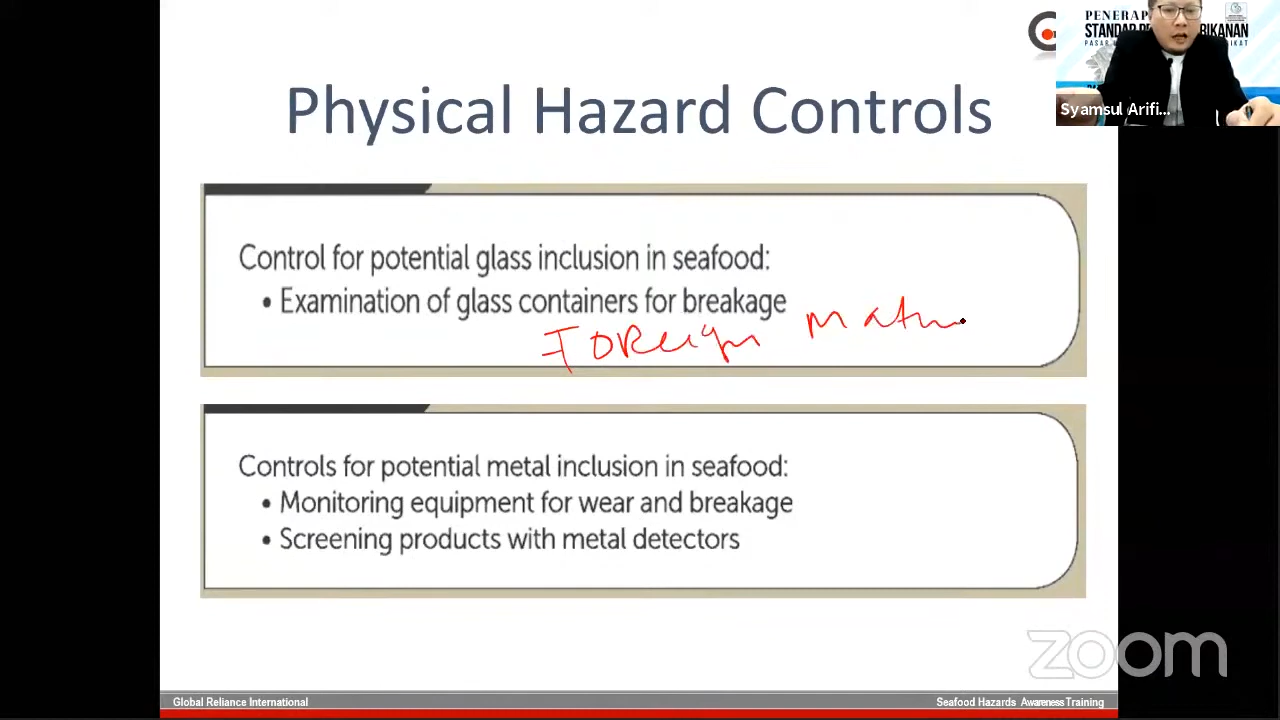 PENERAP
STANDAR P RIKANAN
Syamsul Arifi...
Physical Hazard Controls
Control for potential glass inclusion in seafood:
• Examination of glass containers for breakage
Foreign
Controls for potential metal inclusion in seafood:
• Monitoring equipment for wear and breakage
• Screening products with metal detectors
zoom
Global Reliance International
Seafood Hazards Awareness Training